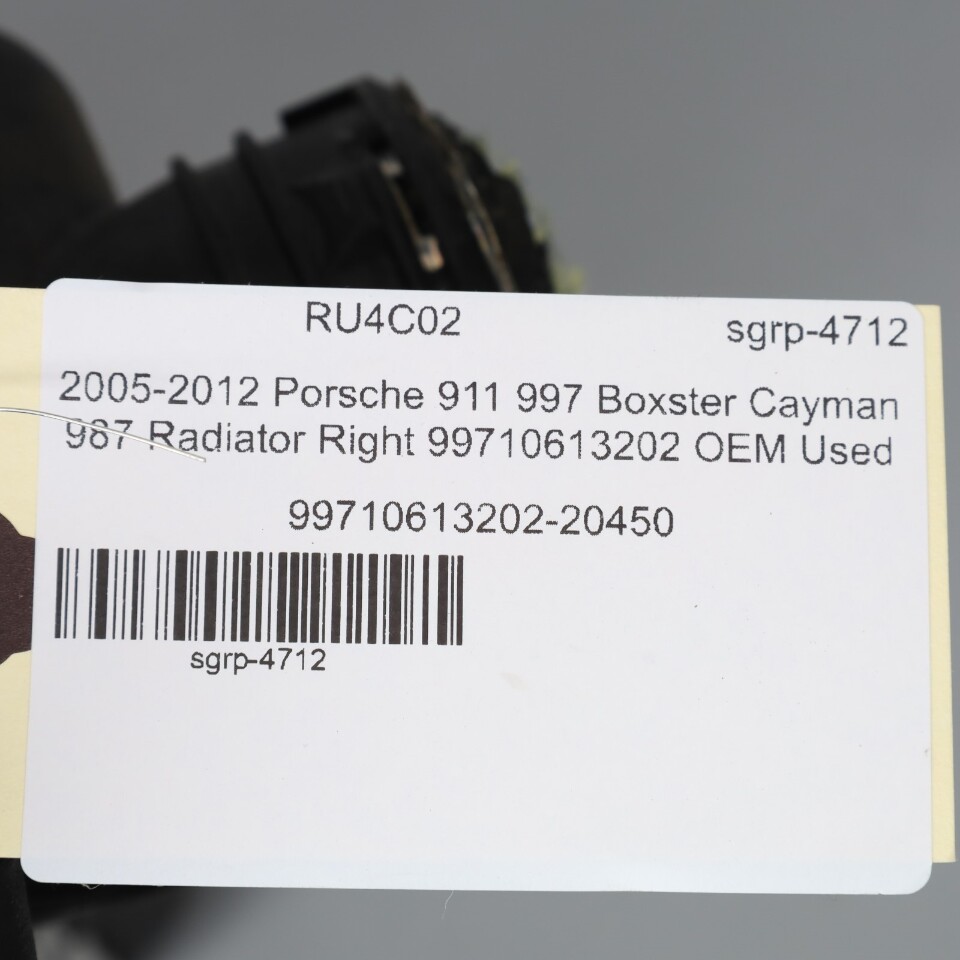 RU4C02
sgrp-4712
2005-2012 Porsche 911 997 Boxster Cayman
987 Radiator Right 99710613202 OEM Used
99710613202-20450
sgrp-4712